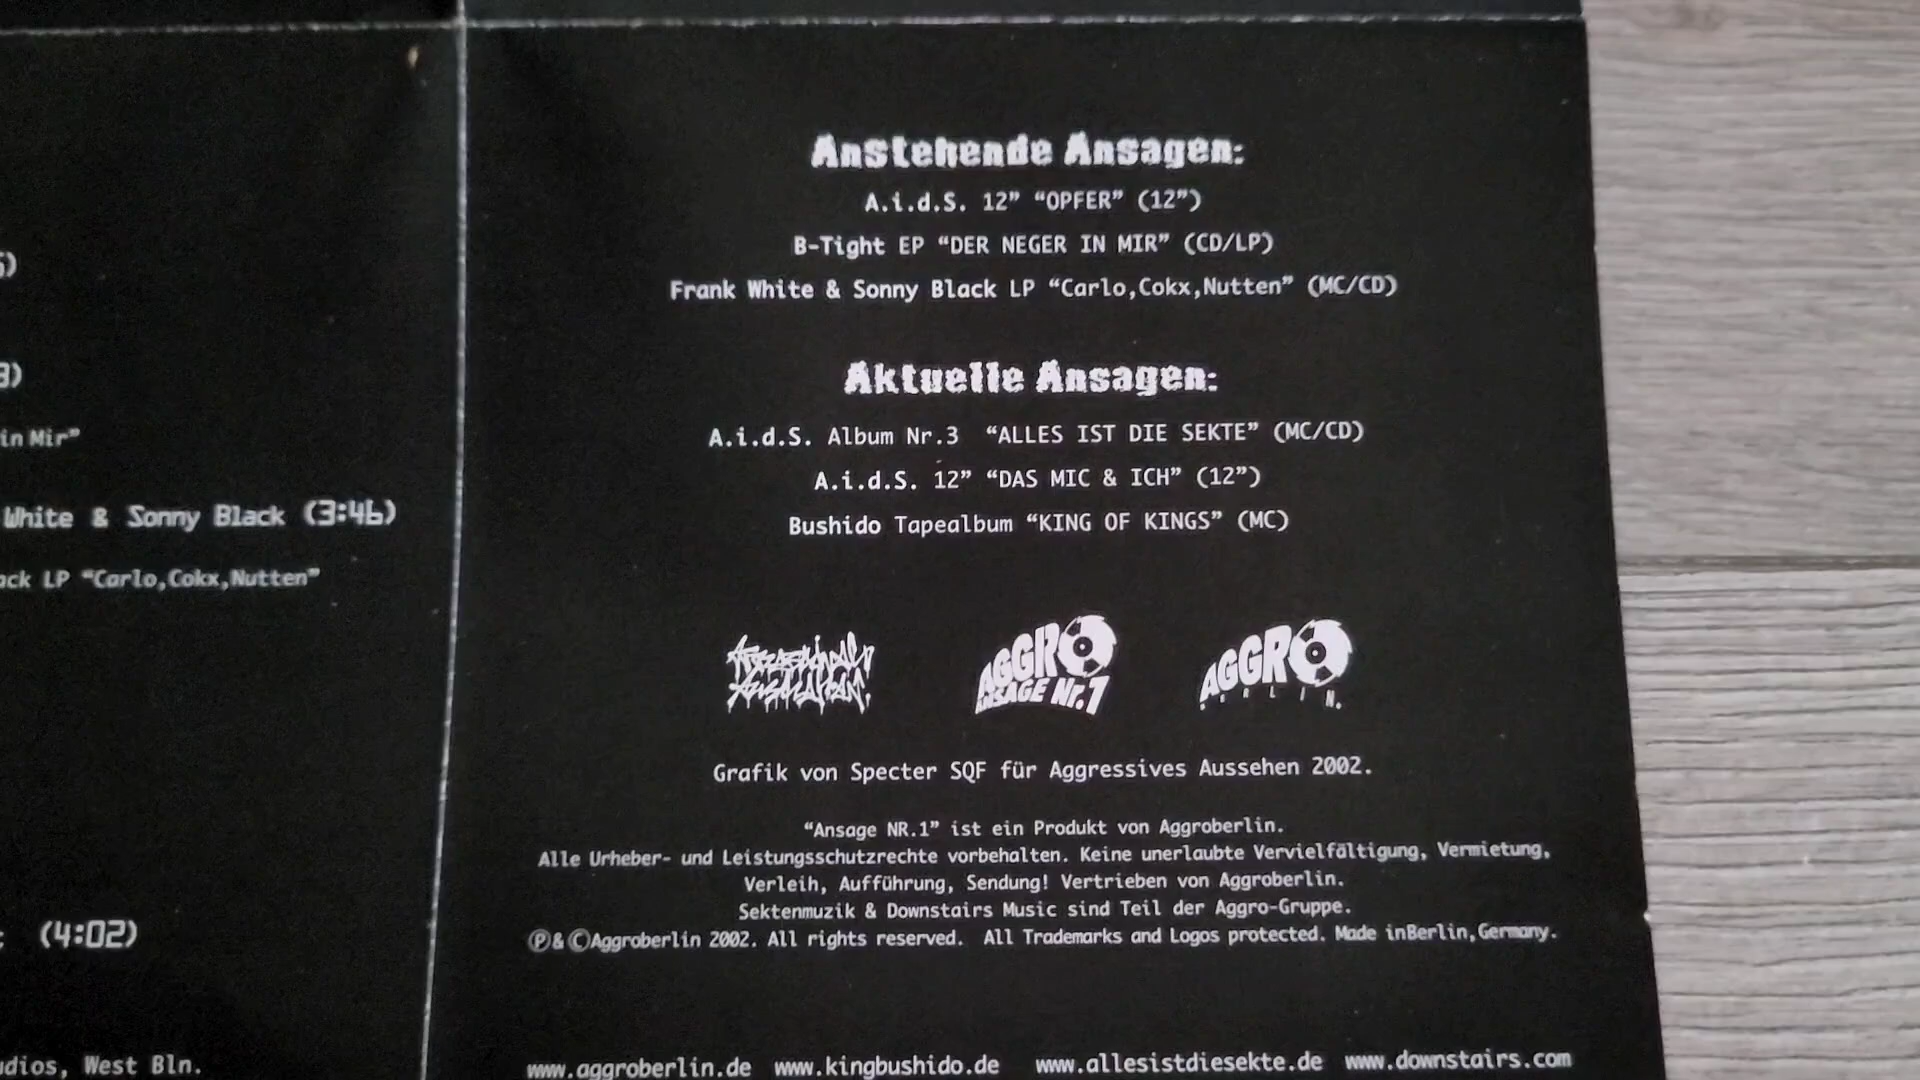 Anstehende Ansagen:
A.i.d.S. 12” “OPFER” (12”)
B-Tight EP “DER NEGER IN MIR” (CD/LP)
Frank White & Sonny Black LP “Carlo,Cokx,Nutten” (MC/CD)
Aktuelle Ansagen:
A.i.d.S. Album Nr.3 “ALLES IST DIE SEKTE” (MC/CD)
A.i.d.S. 12” “DAS MIC & ICH” (12”)
Bushido Tapealbum “KING OF KINGS” (MC)
in Mir”
White & Sonny Black (3:46)
LP “Carlo,Cokx,Nutten”
(4:02)
West Bln.
AGGRO
ANSAGE Nr.1
AGGRO
BERLIN.
Grafik von Specter SQF für Aggressives Aussehen 2002.
“Ansage NR.1” ist ein Produkt von Aggroberlin.
Alle Urheber- und Leistungsschutzrechte vorbehalten. Keine unerlaubte Vervielfältigung, Vermietung,
Verleih, Aufführung, Sendung! Vertrieben von Aggroberlin.
Sektenmuzik & Downstairs Music sind Teil der Aggro-Gruppe.
Ⓟ&ⒸAggroberlin 2002. All rights reserved. All Trademarks and Logos protected. Made inBerlin,Germany.
www.aggroberlin.de www.kingbushido.de www.allesistdiesekte.de www.downstairs.com